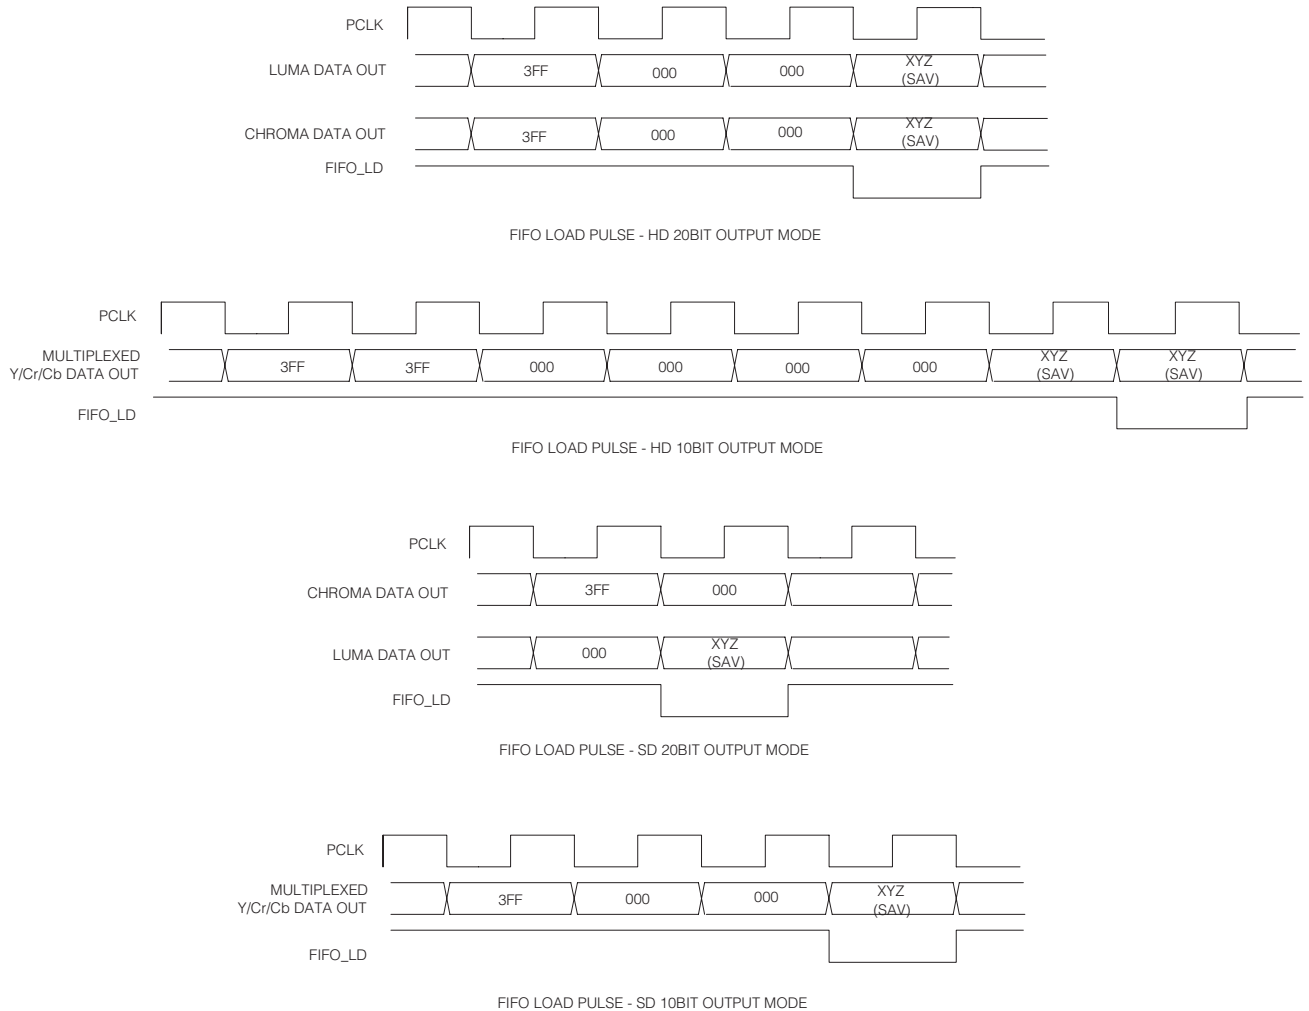 PCLK
LUMA DATA OUT 3FF 000 000 XYZ (SAV)
CHROMA DATA OUT 3FF 000 000 XYZ (SAV)
FIFO_LD
FIFO LOAD PULSE - HD 20BIT OUTPUT MODE
PCLK
MULTIPLEXED
Y/Cr/Cb DATA OUT 3FF 3FF 000 000 000 000 XYZ (SAV) XYZ (SAV)
FIFO_LD
FIFO LOAD PULSE - HD 10BIT OUTPUT MODE
PCLK
CHROMA DATA OUT 3FF 000
LUMA DATA OUT 000 XYZ (SAV)
FIFO_LD
FIFO LOAD PULSE - SD 20BIT OUTPUT MODE
PCLK
MULTIPLEXED
Y/Cr/Cb DATA OUT 3FF 000 000 XYZ (SAV)
FIFO_LD
FIFO LOAD PULSE - SD 10BIT OUTPUT MODE